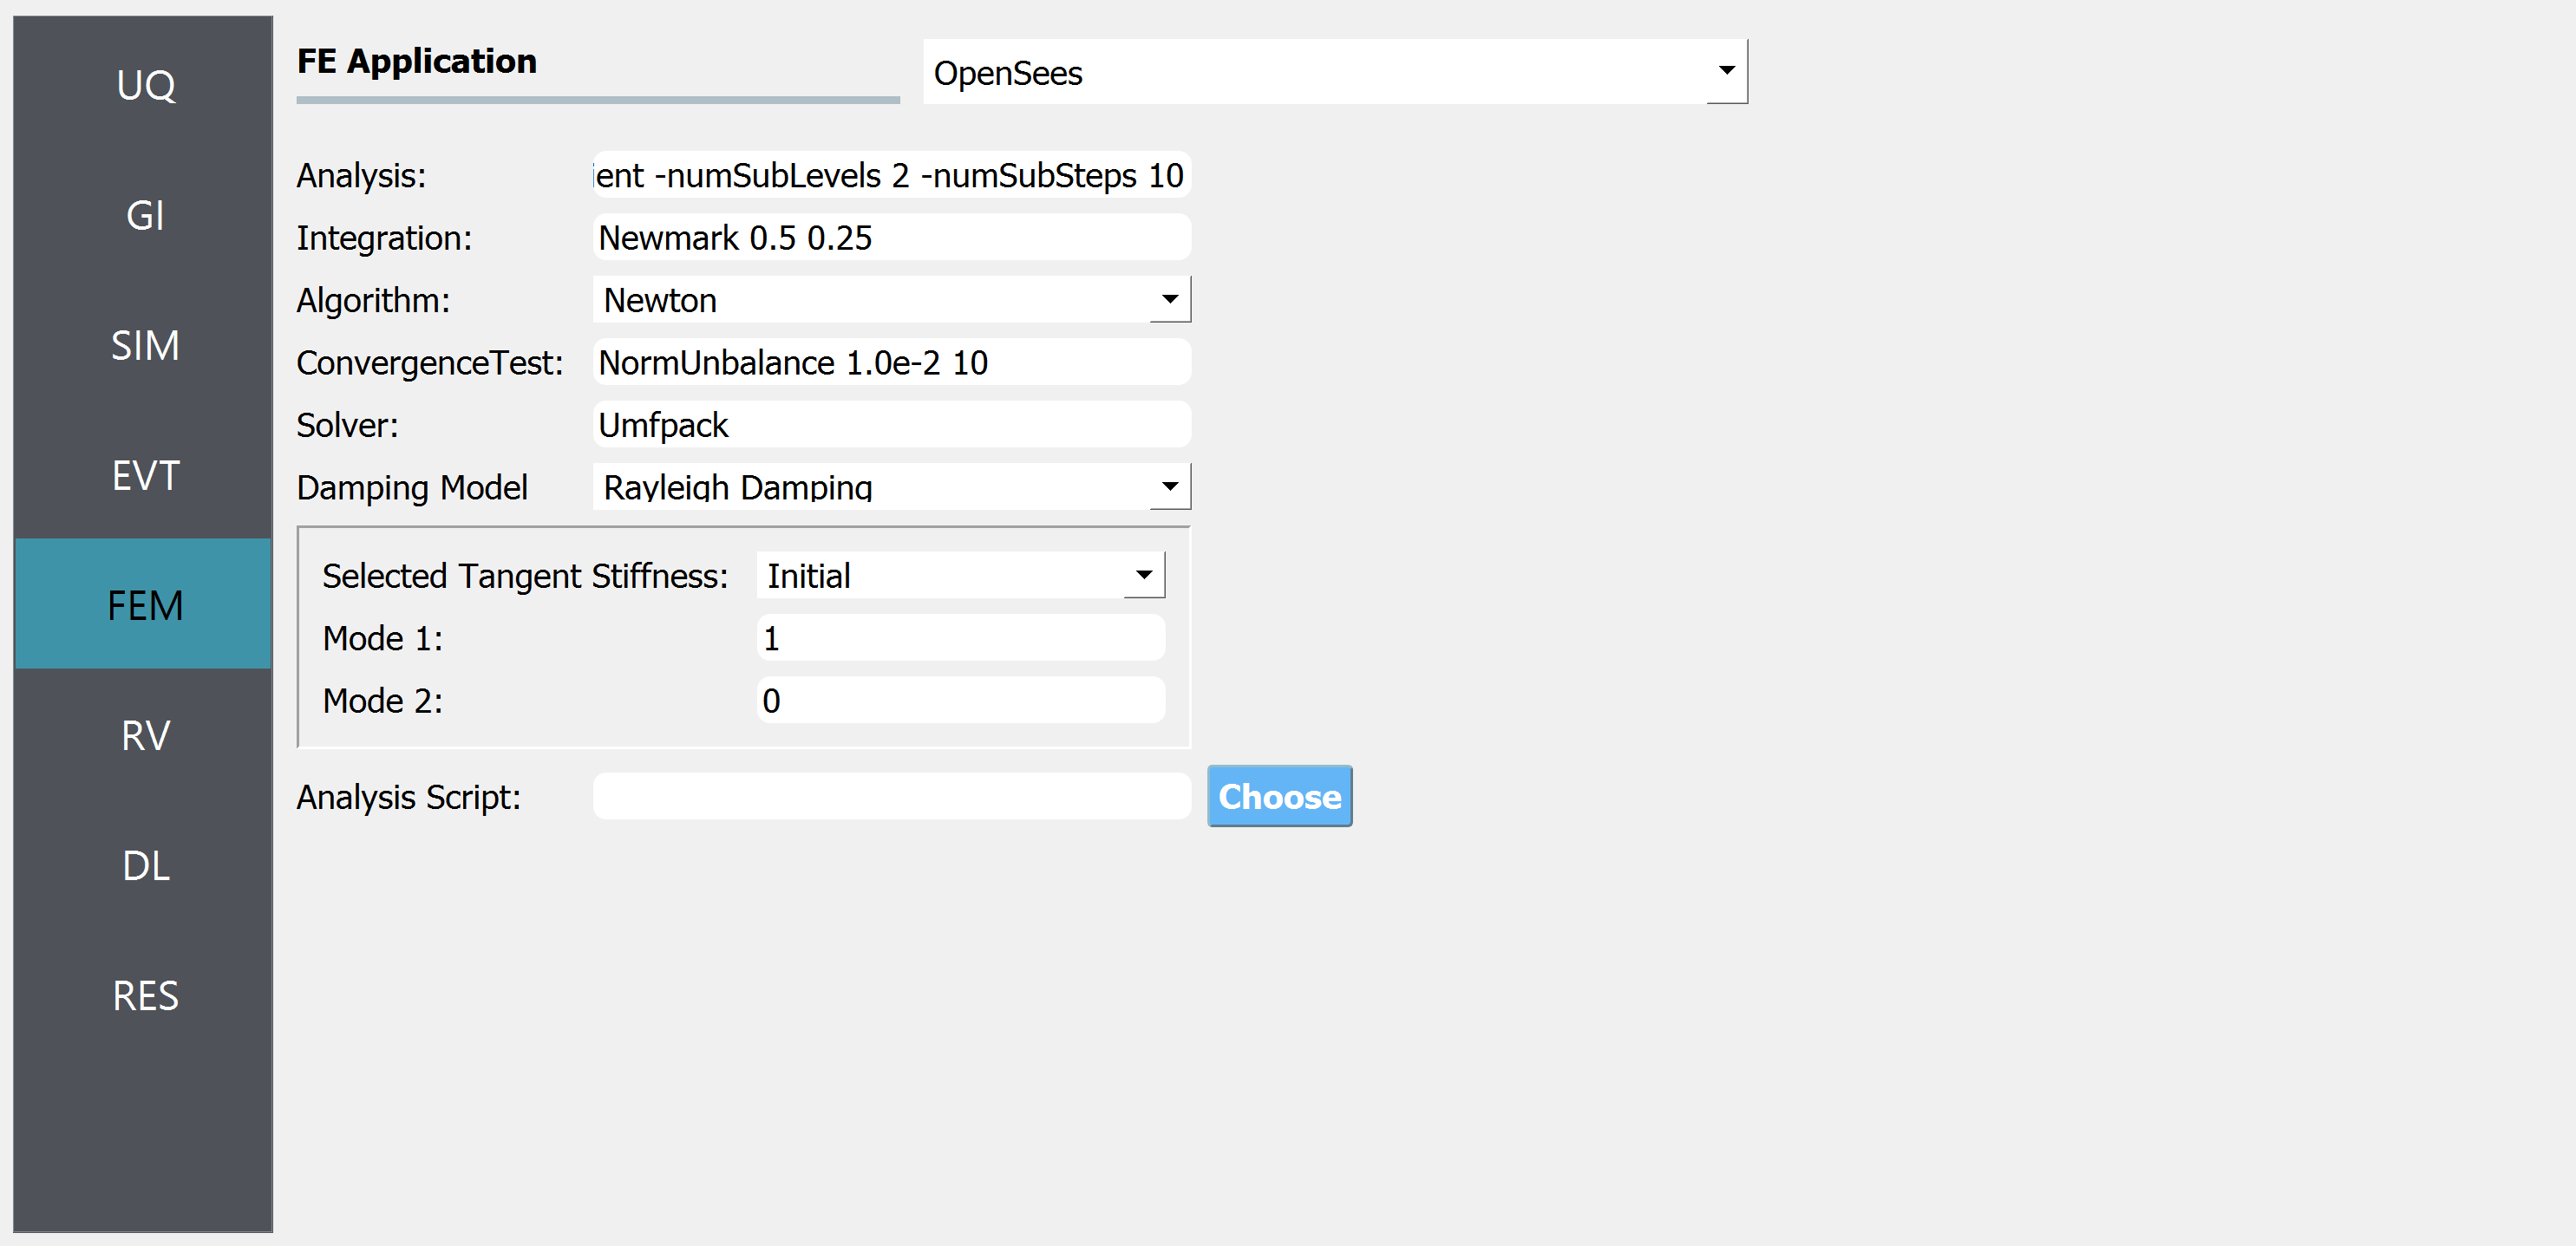 UQ
GI
SIM
EVT
FEM
RV
DL
RES
FE Application OpenSees
Analysis: ient -numSubLevels 2 -numSubSteps 10
Integration: Newmark 0.5 0.25
Algorithm: Newton
ConvergenceTest: NormUnbalance 1.0e-2 10
Solver: Umfpack
Damping Model Rayleigh Damping
Selected Tangent Stiffness: Initial
Mode 1: 1
Mode 2: 0
Analysis Script: Choose